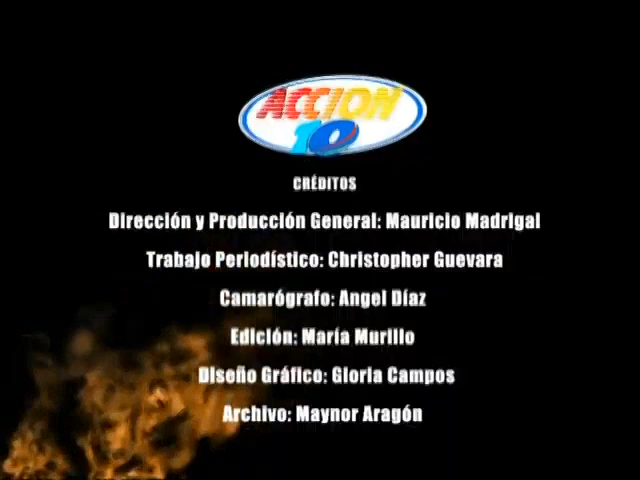 ACCION
10
CRÉDITOS
Dirección y Producción General: Mauricio Madrigal
Trabajo Periodístico: Christopher Guevara
Camarógrafo: Angel Díaz
Edición: María Murillo
Diseño Gráfico: Gloria Campos
Archivo: Maynor Aragón